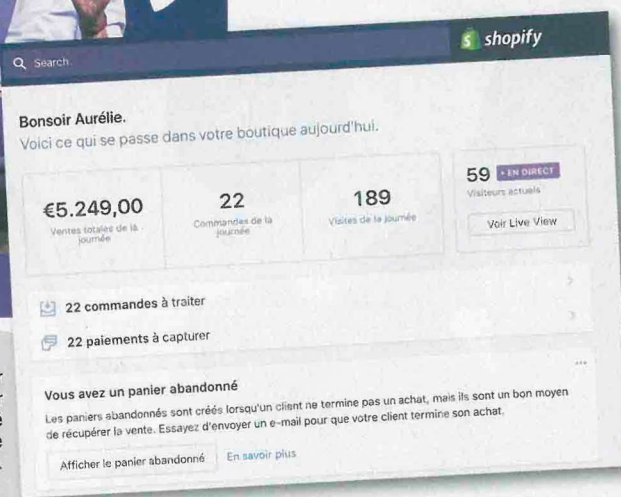 Search
shopify
Bonsoir Aurélie.
Voici ce qui se passe dans votre boutique aujourd'hui.
€5.249,00
Ventes totales de la
journée
22
Commandes de la
journée
189
Visites de la journée
59 • EN DIRECT
Visiteurs actuels
Voir Live View
22 commandes à traiter
22 paiements à capturer
Vous avez un panier abandonné
Les paniers abandonnés sont créés lorsqu'un client ne termine pas un achat, mais ils sont un bon moyen
de récupérer la vente. Essayez d'envoyer un e-mail pour que votre client termine son achat.
Afficher le panier abandonné
En savoir plus